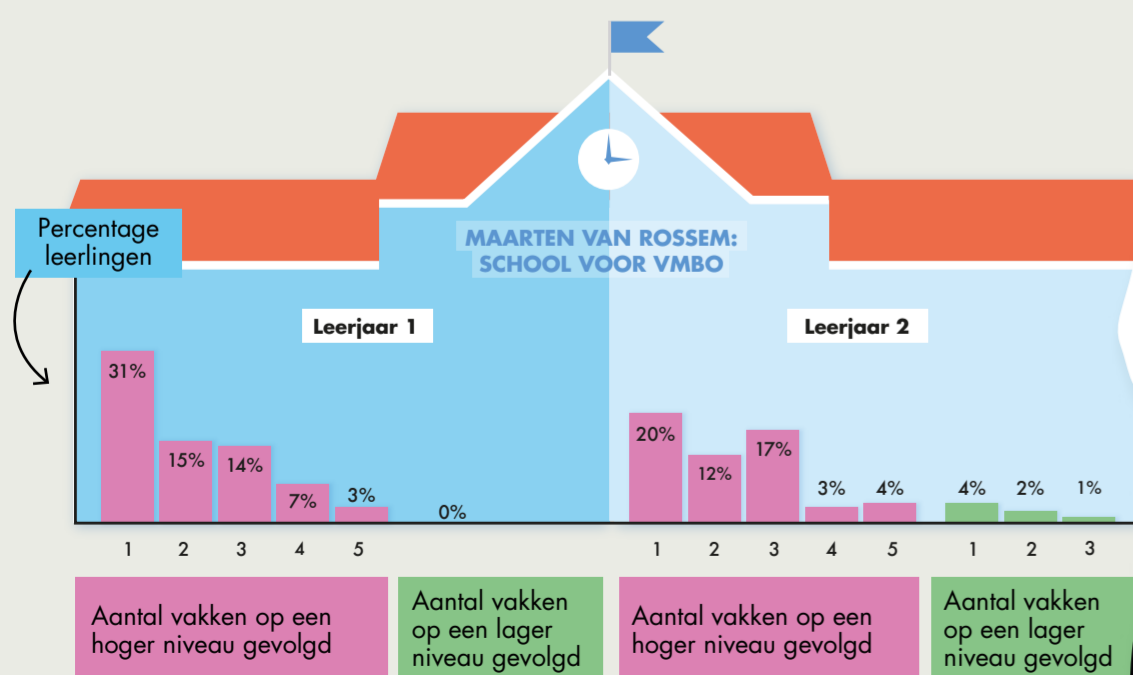 MAARTEN VAN ROSSEM:
SCHOOL VOOR VMBO
Percentage
leerlingen
Leerjaar 1
31%
15%
14%
7%
3%
0%
1 2 3 4 5
Aantal vakken op een
hoger niveau gevolgd
Aantal vakken
op een lager
niveau gevolgd
Leerjaar 2
20%
12%
17%
3%
4%
4%
2%
1%
1 2 3 4 5
1 2 3
Aantal vakken op een
hoger niveau gevolgd
Aantal vakken
op een lager
niveau gevolgd